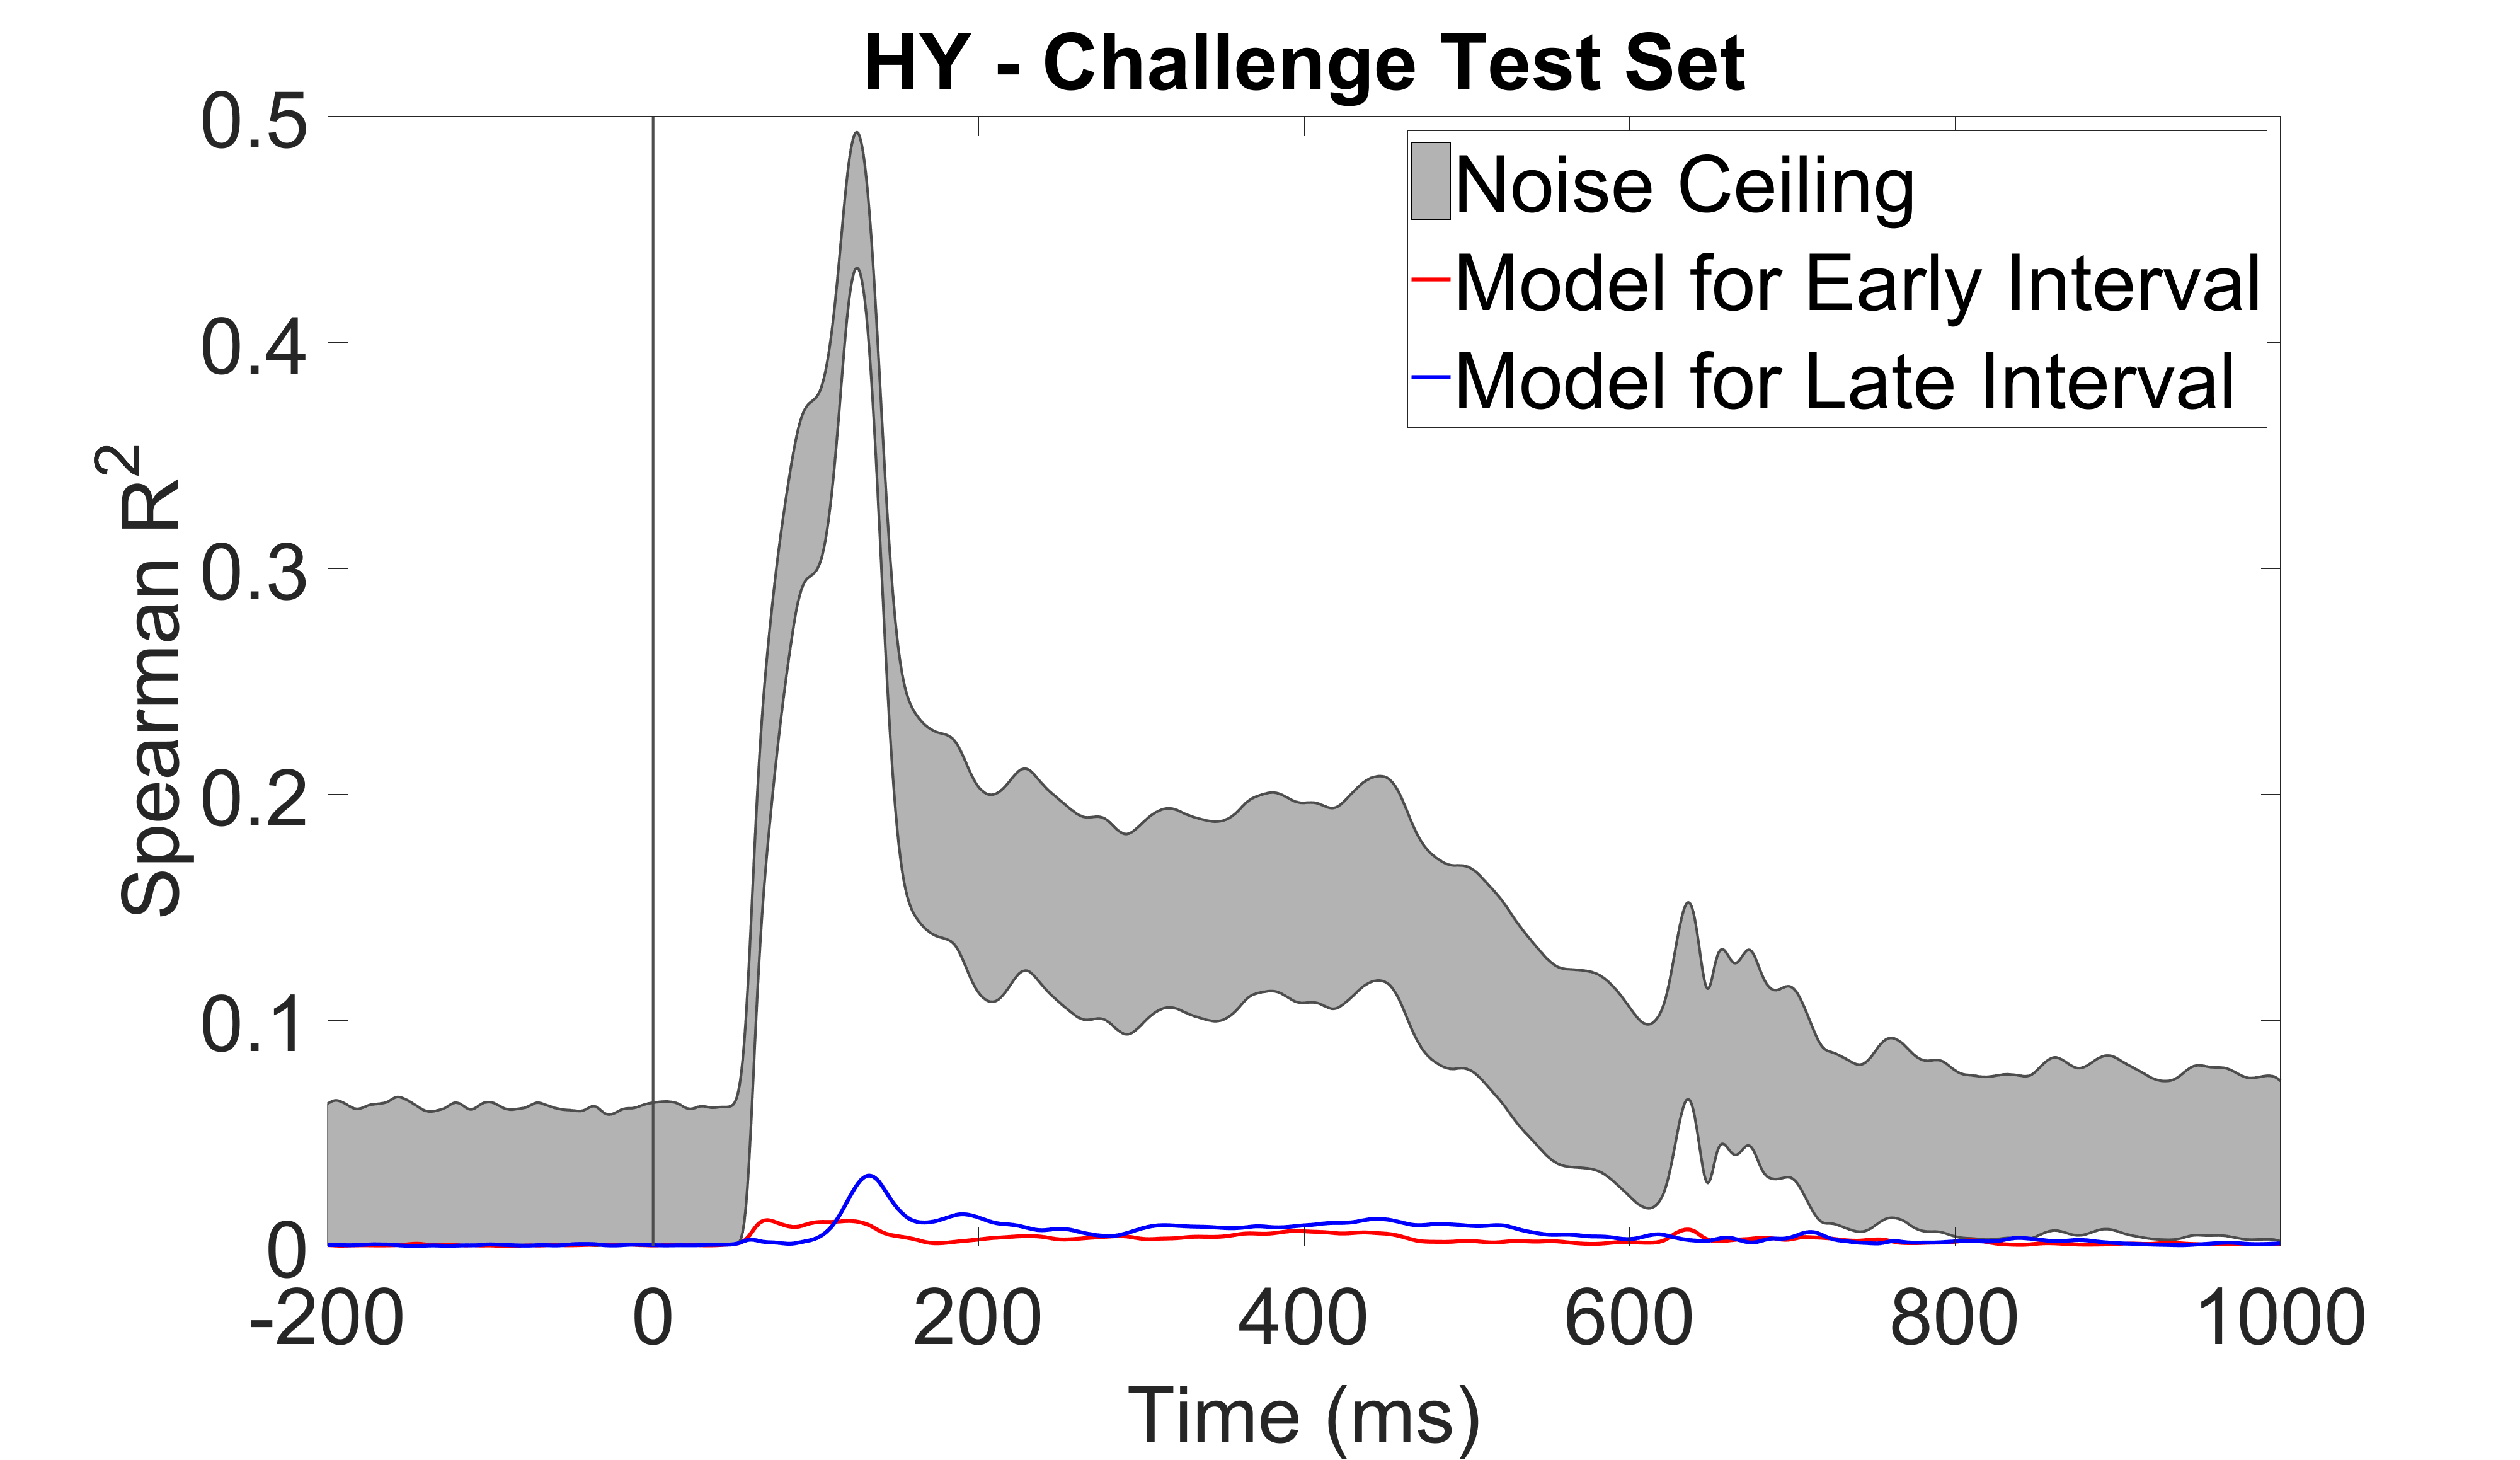 HY - Challenge Test Set
0.5
0.4
0.3
0.2
0.1
0
Spearman R²
Noise Ceiling
Model for Early Interval
Model for Late Interval
-200 0 200 400 600 800 1000
Time (ms)